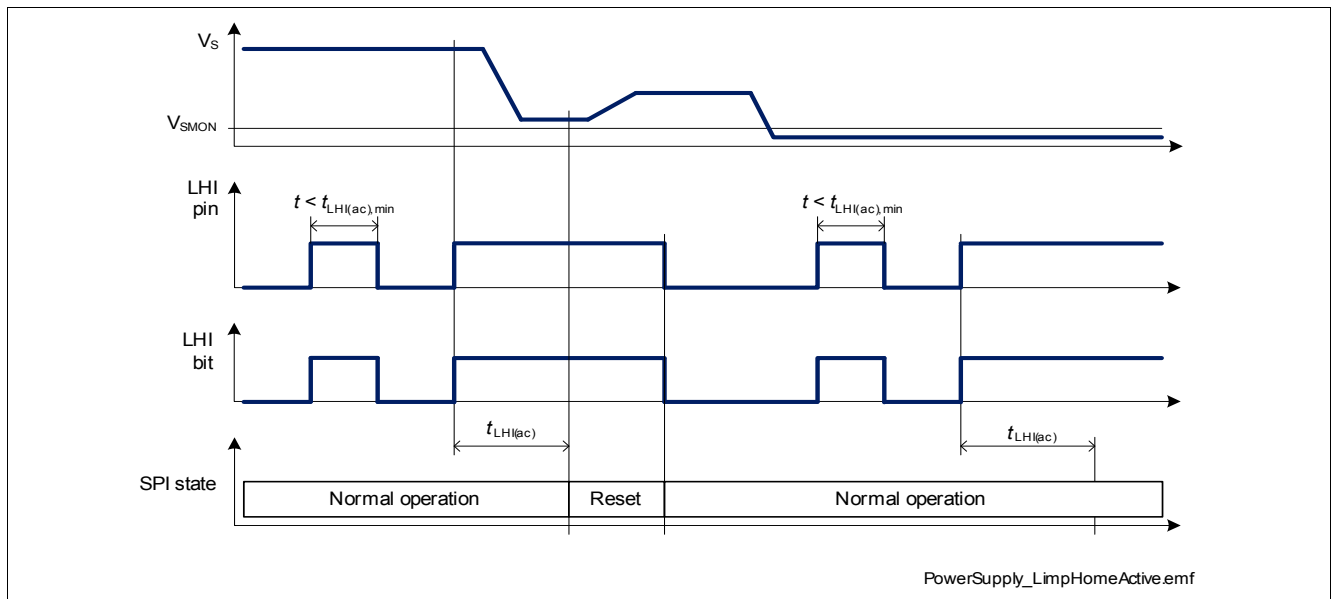 VS
VSMON
LHI
pin
t < tLHI(ac),min
t < tLHI(ac),min
LHI
bit
tLHI(ac)
tLHI(ac)
SPI state
Normal operation
Reset
Normal operation
PowerSupply_LimpHomeActive.emf